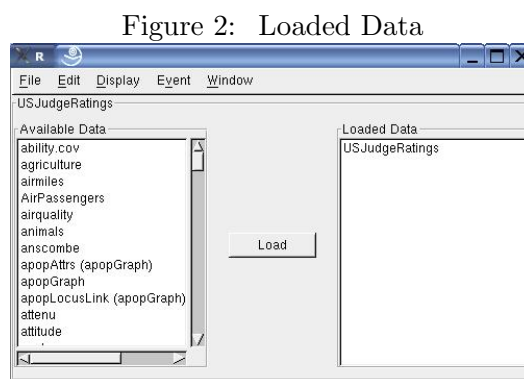 Figure 2: Loaded Data
R
File Edit Display Event Window
USJudgeRatings
Available Data
ability.cov
agriculture
airmiles
AirPassengers
airquality
animals
anscombe
apopAttrs (apopGraph)
apopGraph
apopLocusLink (apopGraph)
attenu
attitude
Load
Loaded Data
USJudgeRatings